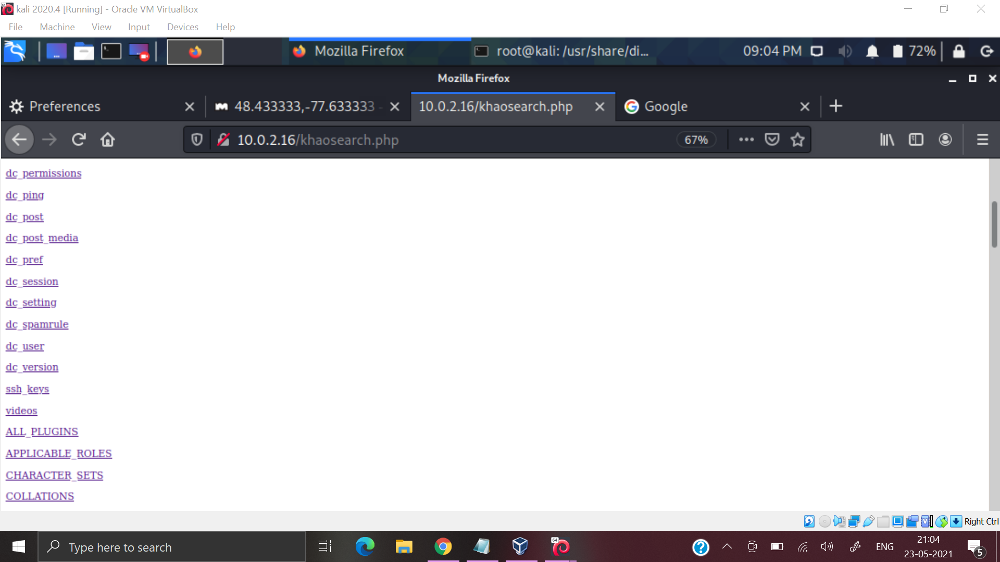 kali 2020.4 [Running] - Oracle VM VirtualBox
File Machine View Input Devices Help
Mozilla Firefox root@kali: /usr/share/di... 09:04 PM 72%
Mozilla Firefox
Preferences 48.433333,-77.633333 - 10.0.2.16/khaosearch.php Google
10.0.2.16/khaosearch.php 67%
dc_permissions
dc_ping
dc_post
dc_post_media
dc_pref
dc_session
dc_setting
dc_spamrule
dc_user
dc_version
ssh_keys
videos
ALL_PLUGINS
APPLICABLE_ROLES
CHARACTER_SETS
COLLATIONS
Right Ctrl
Type here to search 64 ENG 21:04
23-05-2021 5